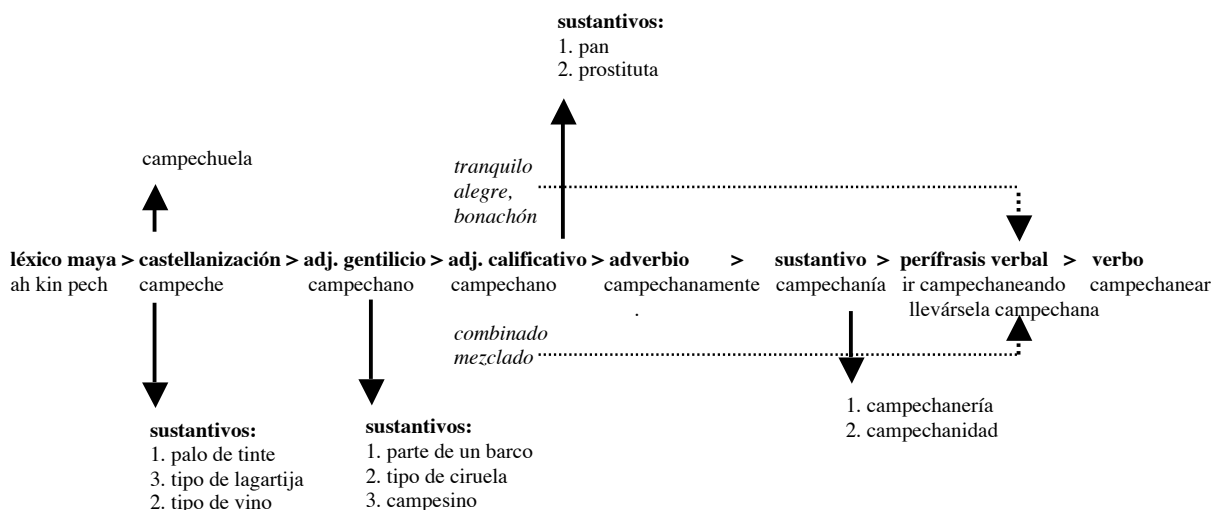 sustantivos:
1. pan
2. prostituta
campechuela
tranquilo
alegre,
bonachón
léxico maya > castellanización > adj. gentilicio > adj. calificativo > adverbio > sustantivo > perífrasis verbal > verbo
ah kin pech campeche campechano campechano campechanamente campechanía ir campechaneando campechanear
. llevársela campechana
combinado
mezclado
1. campechanería
2. campechanidad
sustantivos:
1. palo de tinte
3. tipo de lagartija
2. tipo de vino
sustantivos:
1. parte de un barco
2. tipo de ciruela
3. campesino